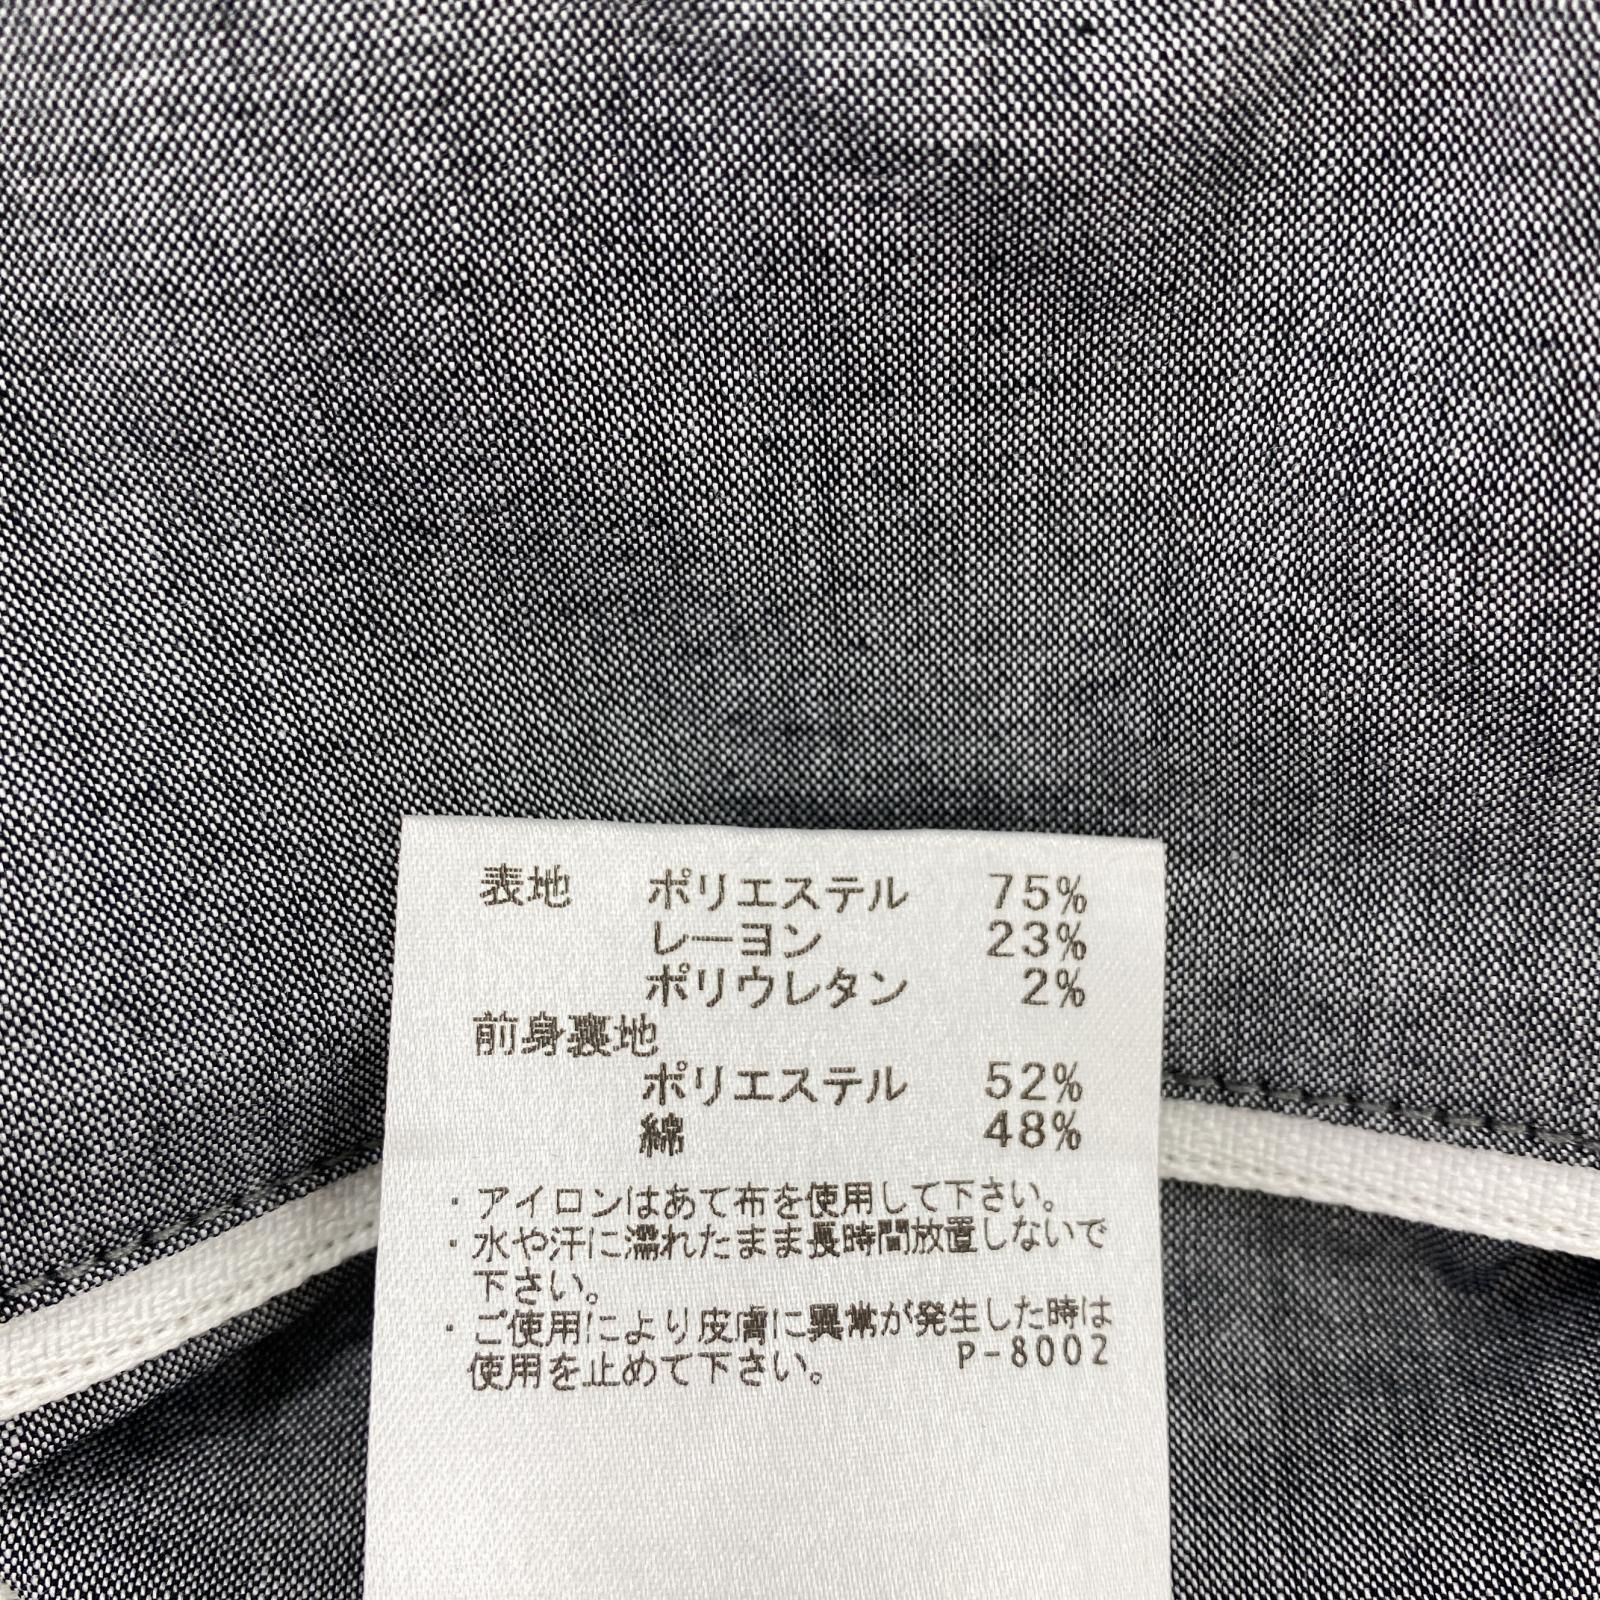 表地 ポリエステル 75%
レーヨン 23%
ポリウレタン 2%
前身裏地
ポリエステル 52%
綿 48%
・アイロンはあて布を使用して下さい。
・水や汗に濡れたまま長時間放置しないで
下さい。
・ご使用により皮膚に異常が発生した時は
使用を止めて下さい。 P-8002